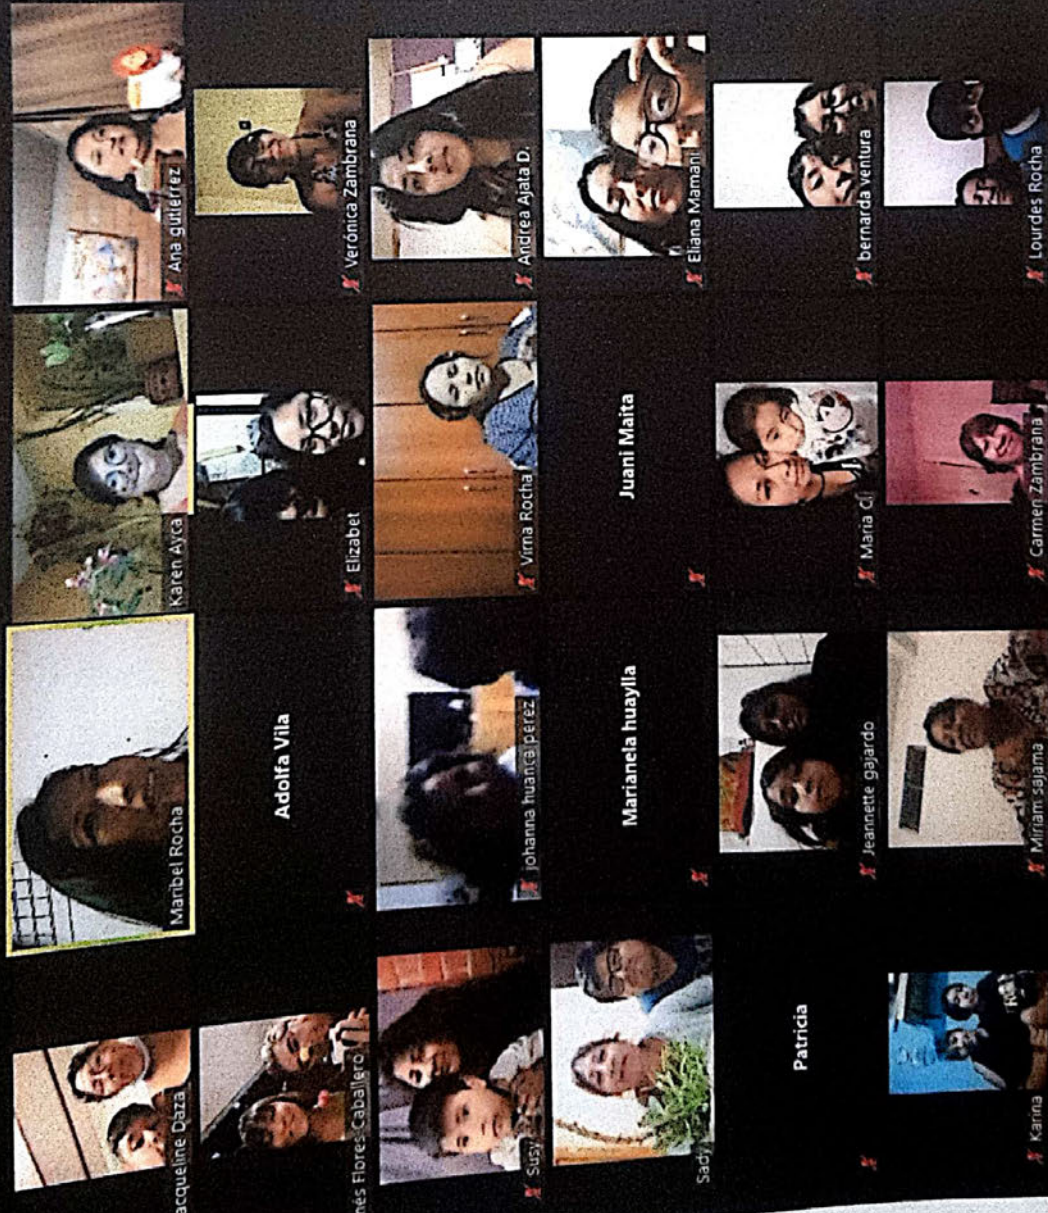 acqueline Daza
Maribel Rocha
Karen Ayca
Ana gutierrez
nés Flores Caballero
Adolfa Vila
Elizabet
Verónica Zambrana
Susy
johanna huanca perez
Virna Rocha
Andrea Ajata D.
Sady
Marianela huaylla
Juani Maita
Eliana Mamani
Patricia
Jeannette gajardo
Maria
bernarda ventura
Karina
Miriam sajama
Carmen Zambrana
Lourdes Rocha